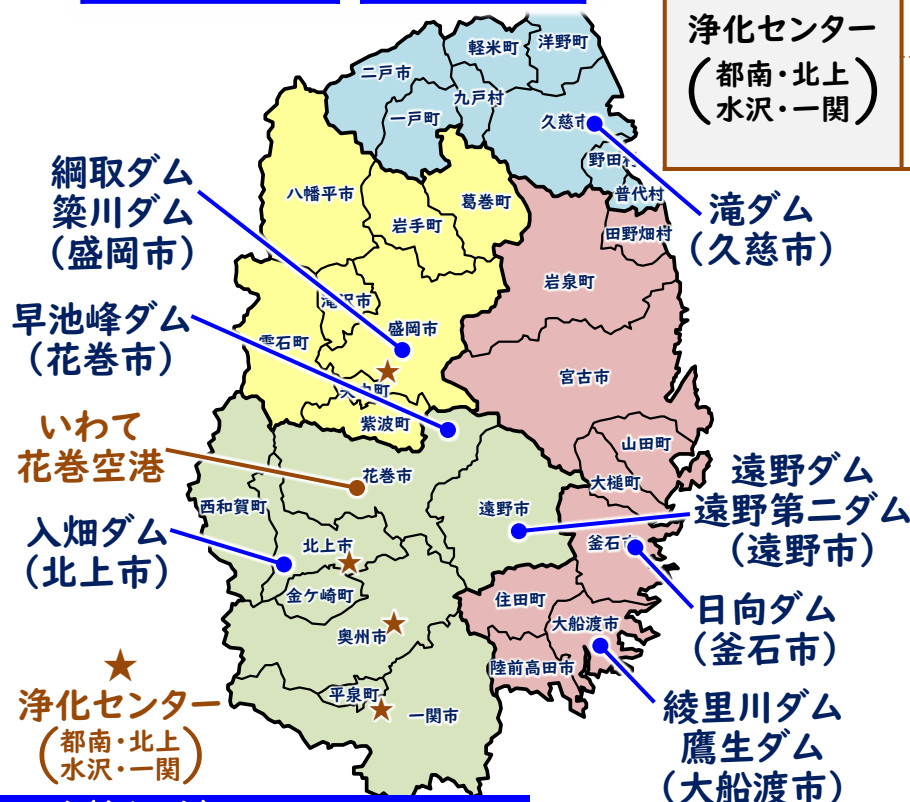 浄化センター
(都南・北上
水沢・一関)
洋野町
軽米町
二戸市
九戸村
一戸町
久慈市
野田村
普代村
綱取ダム
簗川ダム
(盛岡市)
八幡平市
葛巻町
岩手町
滝ダム
(久慈市)
田野畑村
岩泉町
滝沢市
盛岡市
早池峰ダム
(花巻市)
雫石町
矢巾町
紫波町
宮古市
いわて
花巻空港
花巻市
山田町
大槌町
西和賀町
遠野市
遠野ダム
遠野第二ダム
(遠野市)
入畑ダム
(北上市)
北上市
釜石市
金ケ崎町
住田町
大船渡市
日向ダム
(釜石市)
奥州市
陸前高田市
平泉町
一関市
★
浄化センター
(都南・北上
水沢・一関)
綾里川ダム
鷹生ダム
(大船渡市)